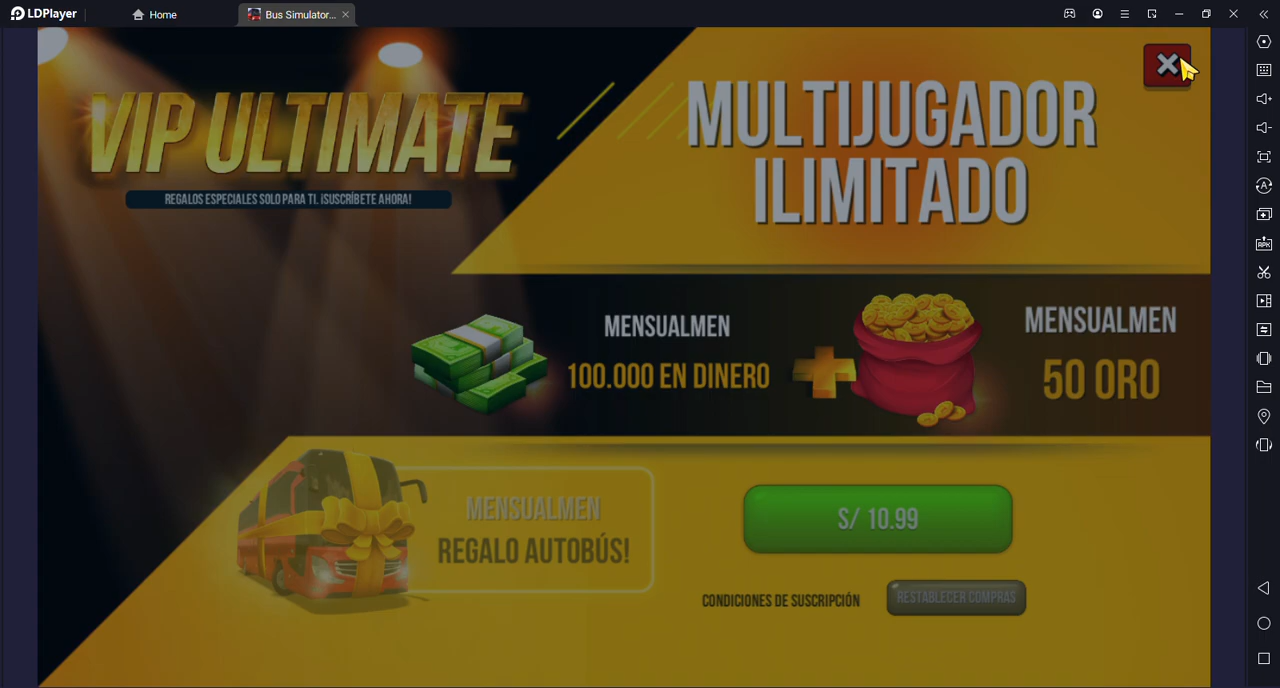 LDPlayer
Home
Bus Simulator...
VIP ULTIMATE
REGALOS ESPECIALES SOLO PARA TI. ¡SUSCRÍBETE AHORA!
MULTIJUGADOR
ILIMITADO
MENSUALMEN
100.000 EN DINERO
MENSUALMEN
50 ORO
MENSUALMEN
REGALO AUTOBÚS!
S/ 10.99
CONDICIONES DE SUSCRIPCIÓN
RESTABLECER COMPRAS